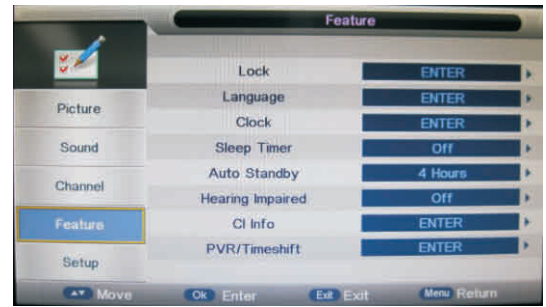 Feature
Lock ENTER
Language ENTER
Clock ENTER
Sleep Timer Off
Auto Standby 4 Hours
Hearing Impaired Off
CI Info ENTER
PVR/Timeshift ENTER
Picture
Sound
Channel
Feature
Setup
Move Ok Enter Exit Exit Menu Return